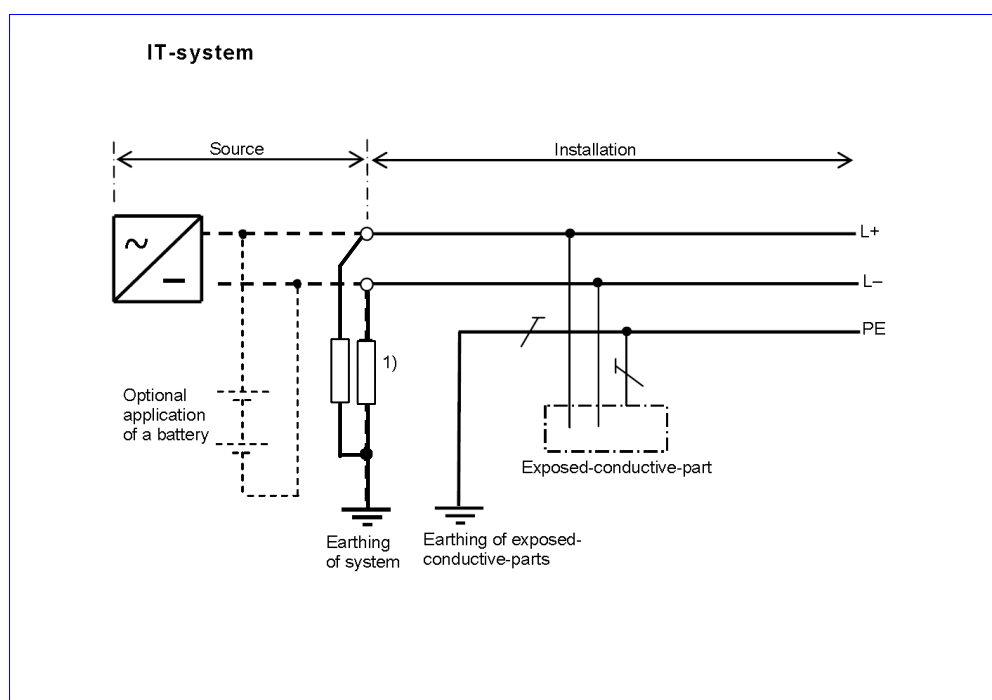 IT-system
Source
Installation
L+
L–
PE
1)
Optional
application
of a battery
Exposed-conductive-part
Earthing
of system
Earthing of exposed-
conductive-parts